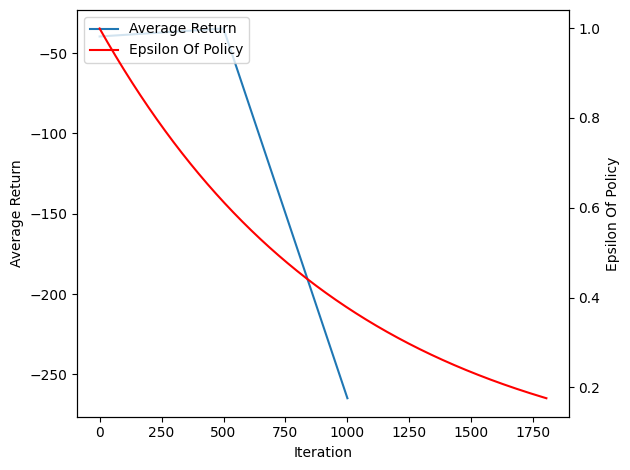 Average Return
Epsilon Of Policy
−50
−100
−150
−200
−250
Average Return
1.0
0.8
0.6
0.4
0.2
Epsilon Of Policy
0 250 500 750 1000 1250 1500 1750
Iteration